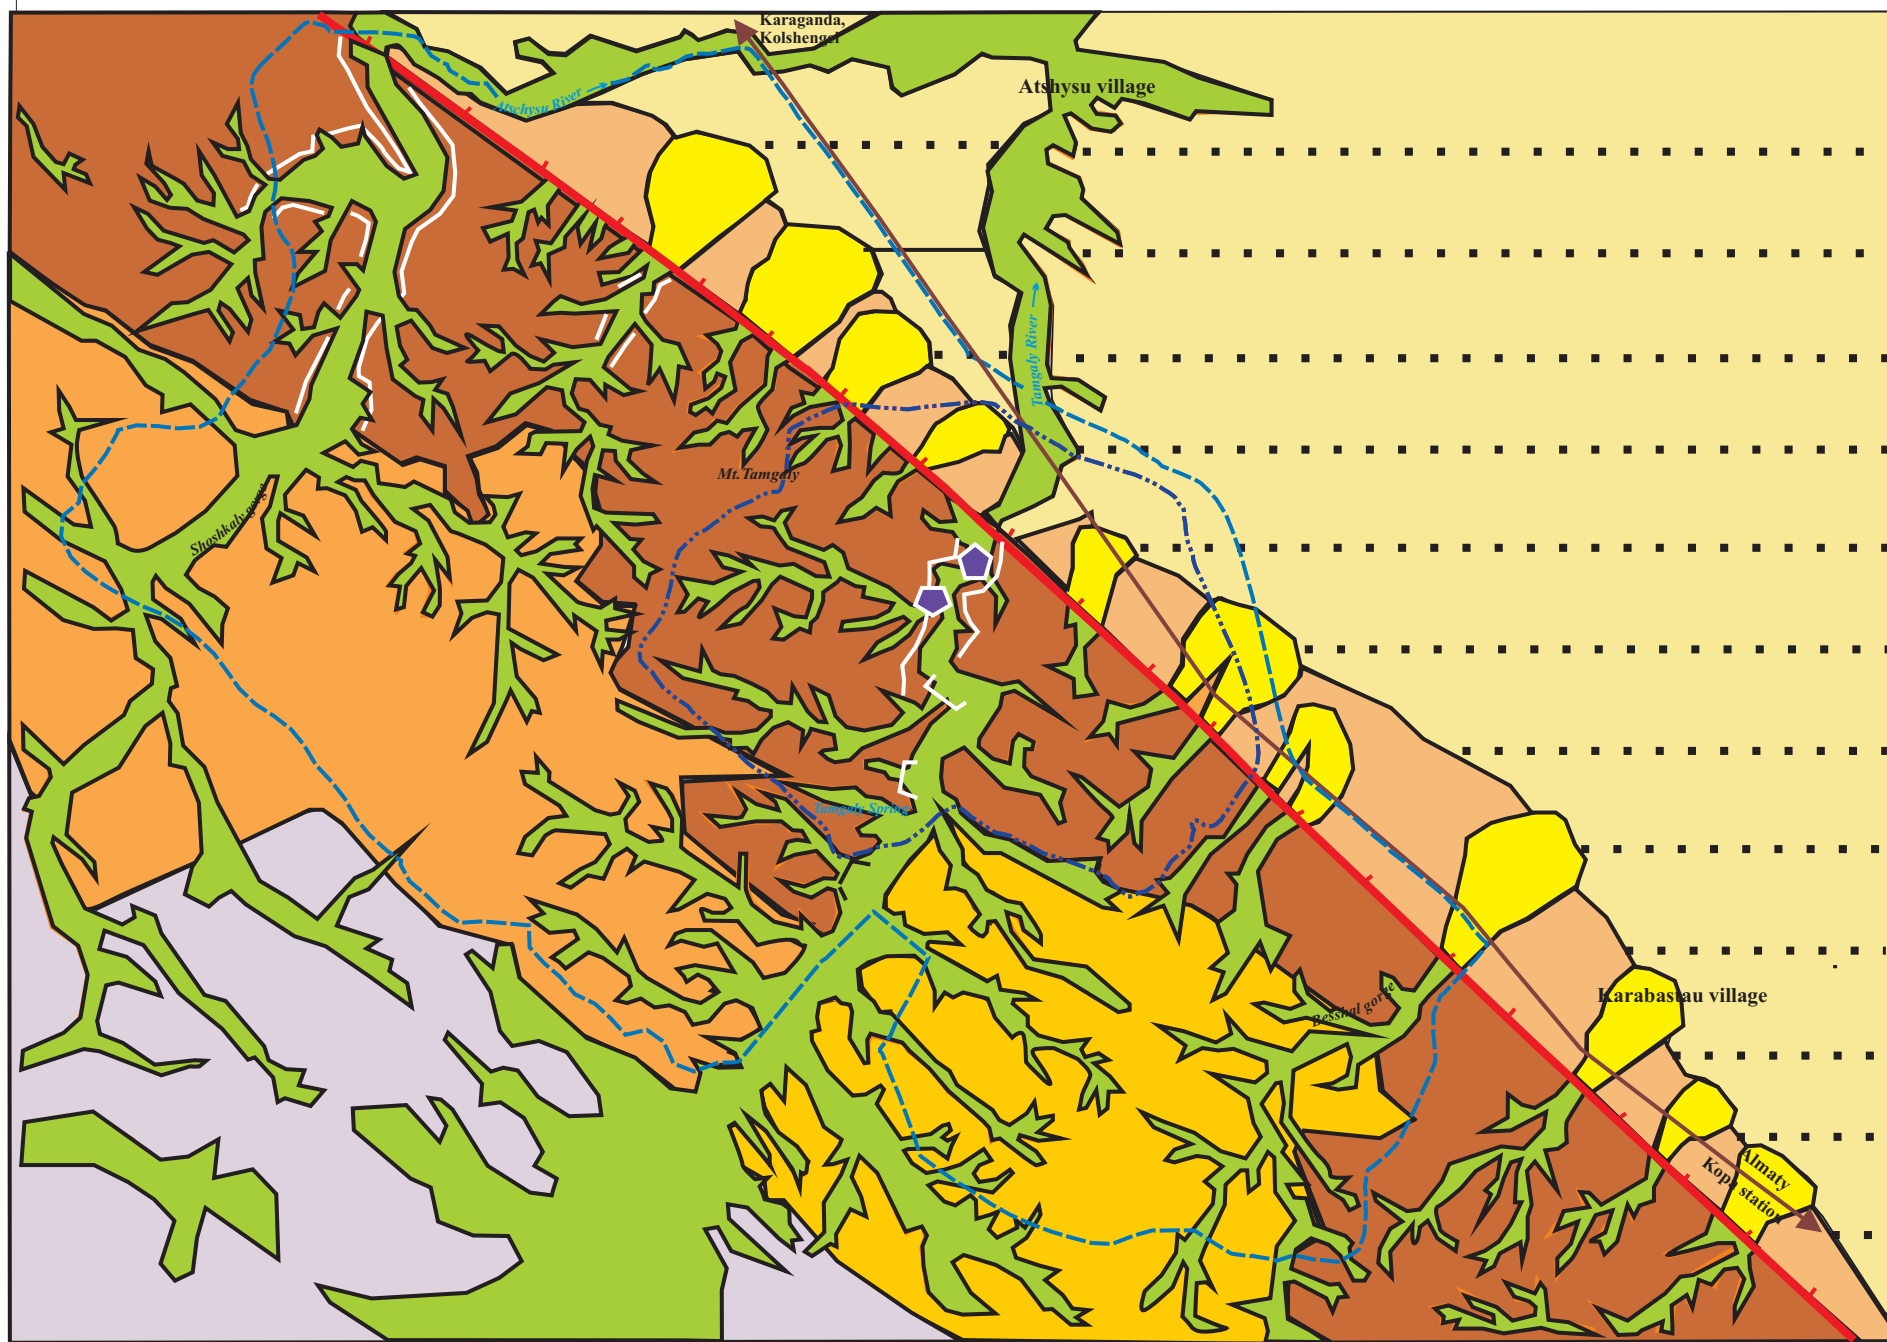 Karaganda,
Kolshengel
Atshysu village
Atschysu River
Tamgaly River
Mt.Tamgaly
Shoshkaly gorge
Tamgaly Spring
Karabastau village
Besshal gorge
Almaty
Kopa station